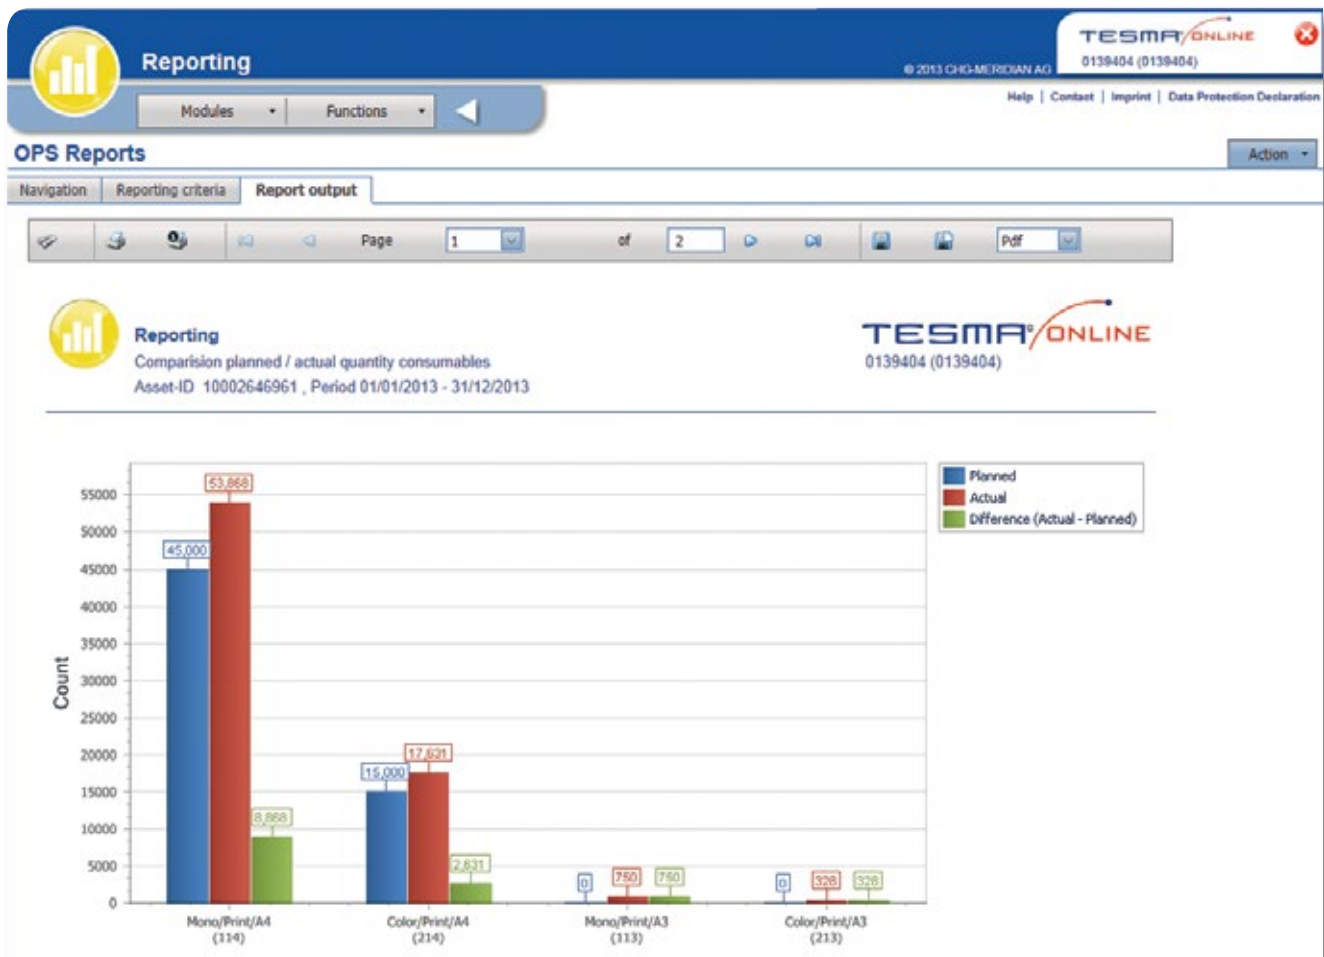 Reporting
TESMA ONLINE
0139404 (0139404)
© 2013 CHG-MERIDIAN AG
Help | Contact | Imprint | Data Protection Declaration
Modules
Functions
OPS Reports
Action
Navigation
Reporting criteria
Report output
Page 1 of 2
Pdf
Reporting
Comparision planned / actual quantity consumables
Asset-ID 10002646961 , Period 01/01/2013 - 31/12/2013
TESMA® ONLINE
0139404 (0139404)
Planned
Actual
Difference (Actual - Planned)
Count
55000
50000
45000
40000
35000
30000
25000
20000
15000
10000
5000
0
45,000
53,868
8,868
15,000
17,631
2,631
0
750
750
0
328
328
Mono/Print/A4
(114)
Color/Print/A4
(214)
Mono/Print/A3
(113)
Color/Print/A3
(213)